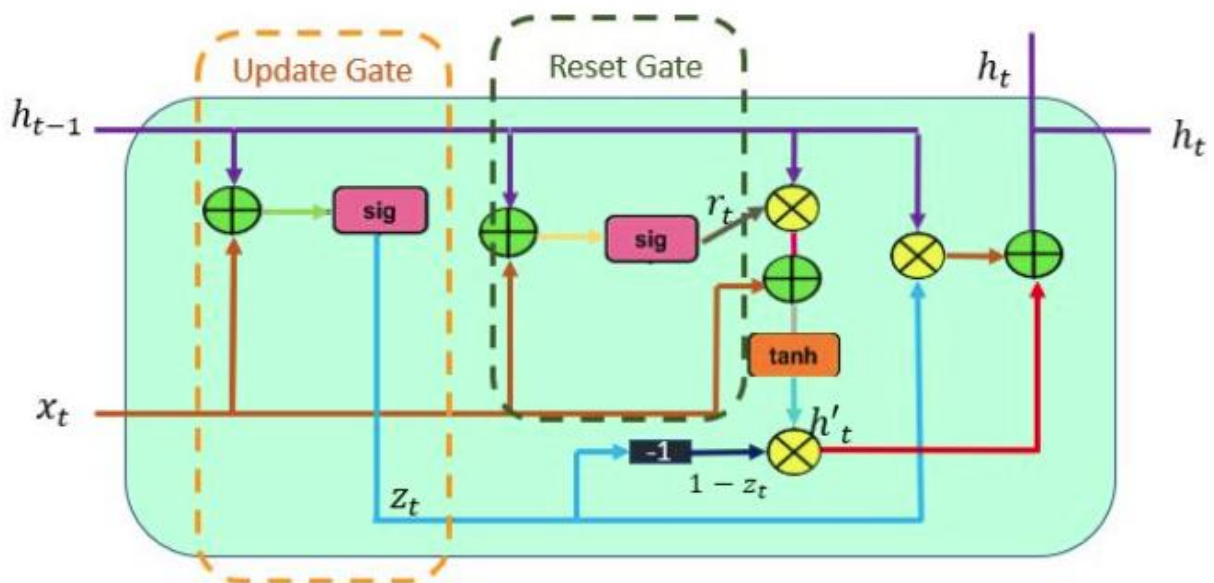 Update Gate
Reset Gate
h_t
h_{t-1}
h_t
sig
r_t
sig
tanh
x_t
h'_t
-1
1 - z_t
z_t